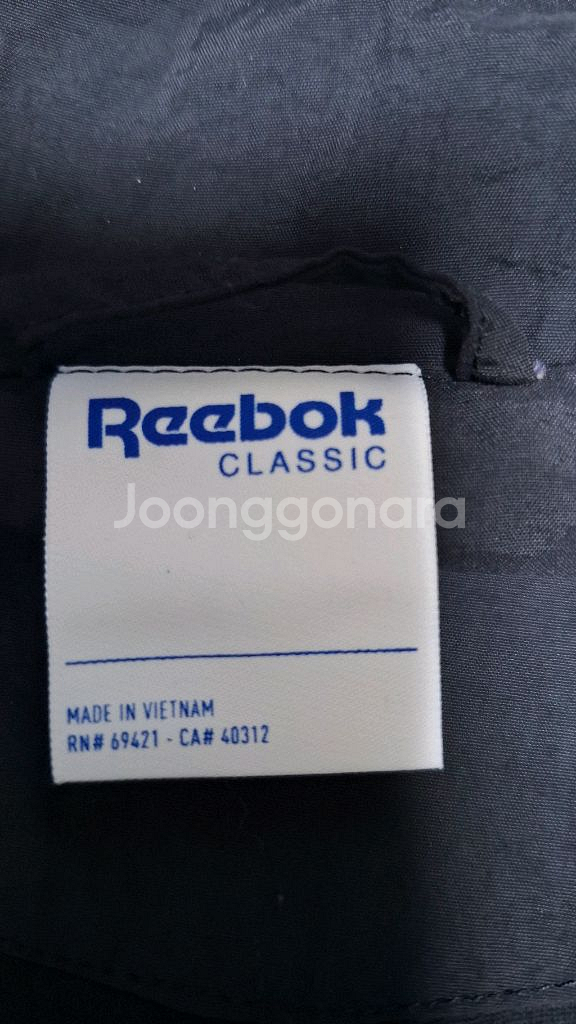 Reebok
CLASSIC
Joonggonara
MADE IN VIETNAM
RN# 69421 - CA# 40312